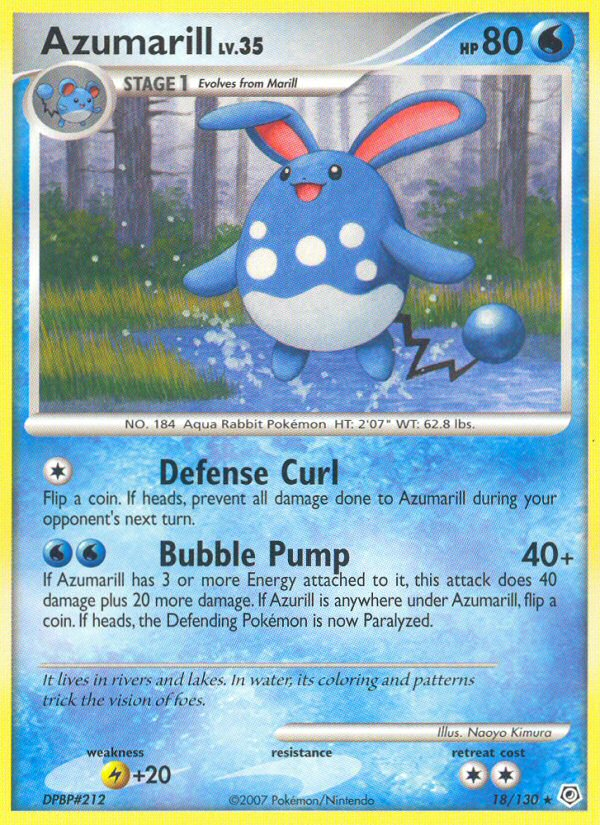 Azumarill LV.35 HP 80
STAGE 1 Evolves from Marill
NO. 184 Aqua Rabbit Pokémon HT: 2'07" WT: 62.8 lbs.
Defense Curl
Flip a coin. If heads, prevent all damage done to Azumarill during your
opponent's next turn.
Bubble Pump 40+
If Azumarill has 3 or more Energy attached to it, this attack does 40
damage plus 20 more damage. If Azurill is anywhere under Azumarill, flip a
coin. If heads, the Defending Pokémon is now Paralyzed.
It lives in rivers and lakes. In water, its coloring and patterns
trick the vision of foes.
Illus. Naoyo Kimura
weakness resistance retreat cost
+20
DPBP#212 ©2007 Pokémon/Nintendo 18/130 ★